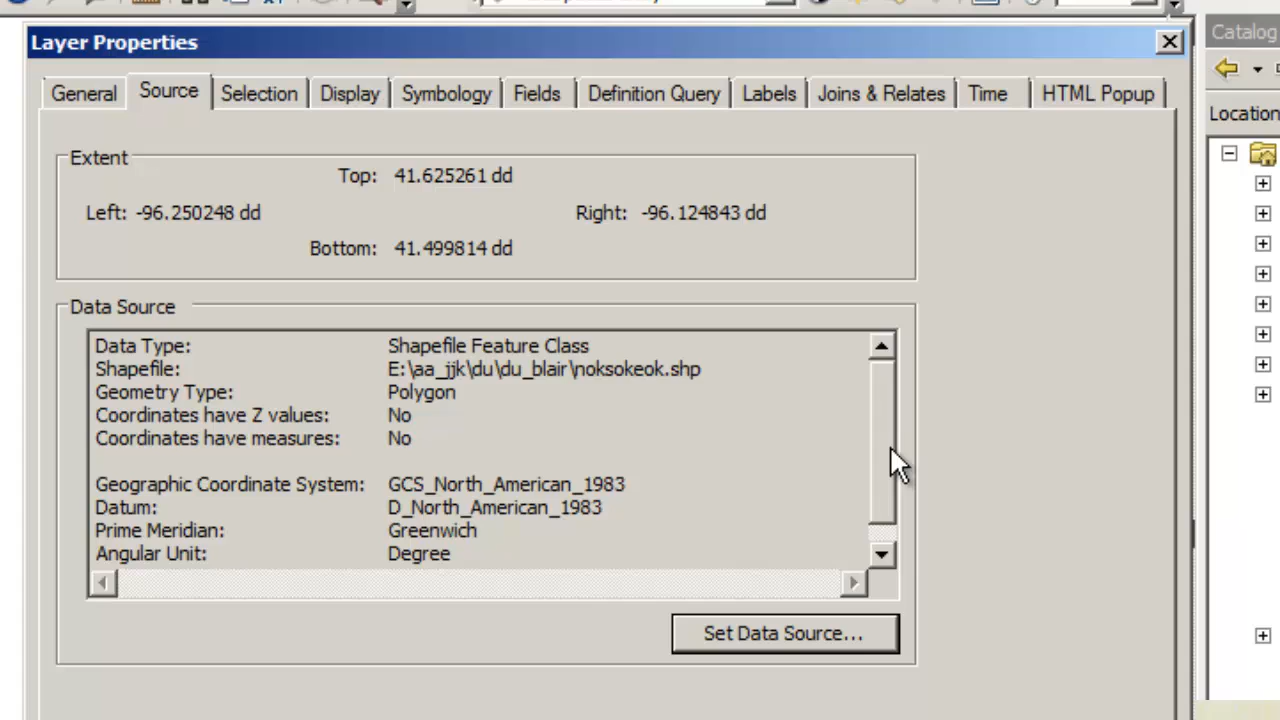 Layer Properties
Catalog
General Source Selection Display Symbology Fields Definition Query Labels Joins & Relates Time HTML Popup
Location
Extent
Top: 41.625261 dd
Left: -96.250248 dd Right: -96.124843 dd
Bottom: 41.499814 dd
Data Source
Data Type: Shapefile Feature Class
Shapefile: E:\aa_jjk\du\du_blair\noksokeok.shp
Geometry Type: Polygon
Coordinates have Z values: No
Coordinates have measures: No
Geographic Coordinate System: GCS_North_American_1983
Datum: D_North_American_1983
Prime Meridian: Greenwich
Angular Unit: Degree
Set Data Source...